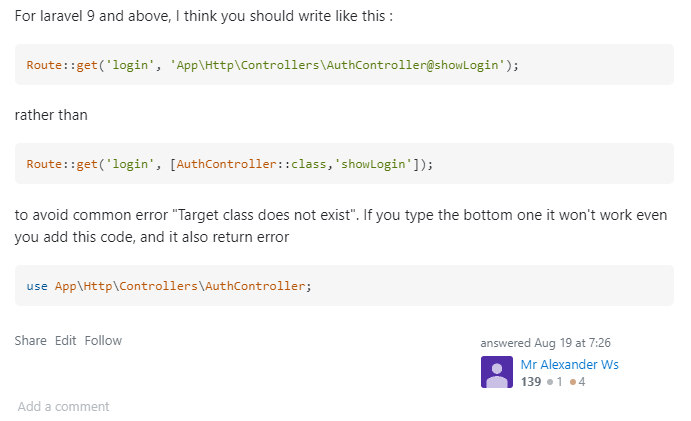 For laravel 9 and above, I think you should write like this :
Route::get('login', 'App\Http\Controllers\AuthController@showLogin');
rather than
Route::get('login', [AuthController::class,'showLogin']);
to avoid common error "Target class does not exist". If you type the bottom one it won't work even
you add this code, and it also return error
use App\Http\Controllers\AuthController;
Share Edit Follow
answered Aug 19 at 7:26
Mr Alexander Ws
139 1 4
Add a comment